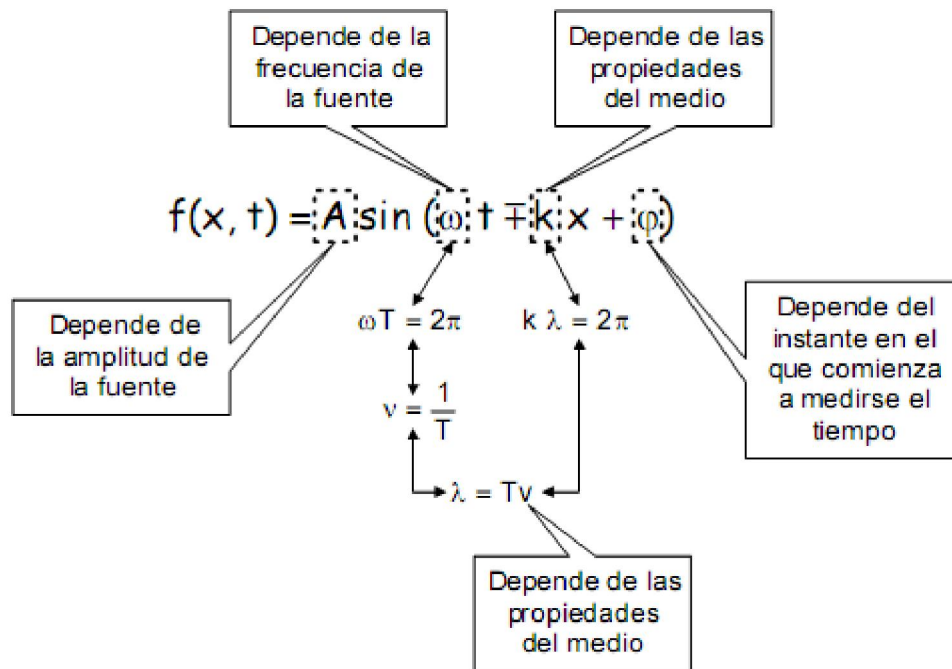 Depende de la
frecuencia de
la fuente
Depende de las
propiedades
del medio
f(x, t) = A sin (ω t ∓ k x + φ)
Depende de
la amplitud de
la fuente
ωT = 2π
k λ = 2π
ν = 1/T
λ = Tv
Depende del
instante en el
que comienza
a medirse el
tiempo
Depende de las
propiedades
del medio